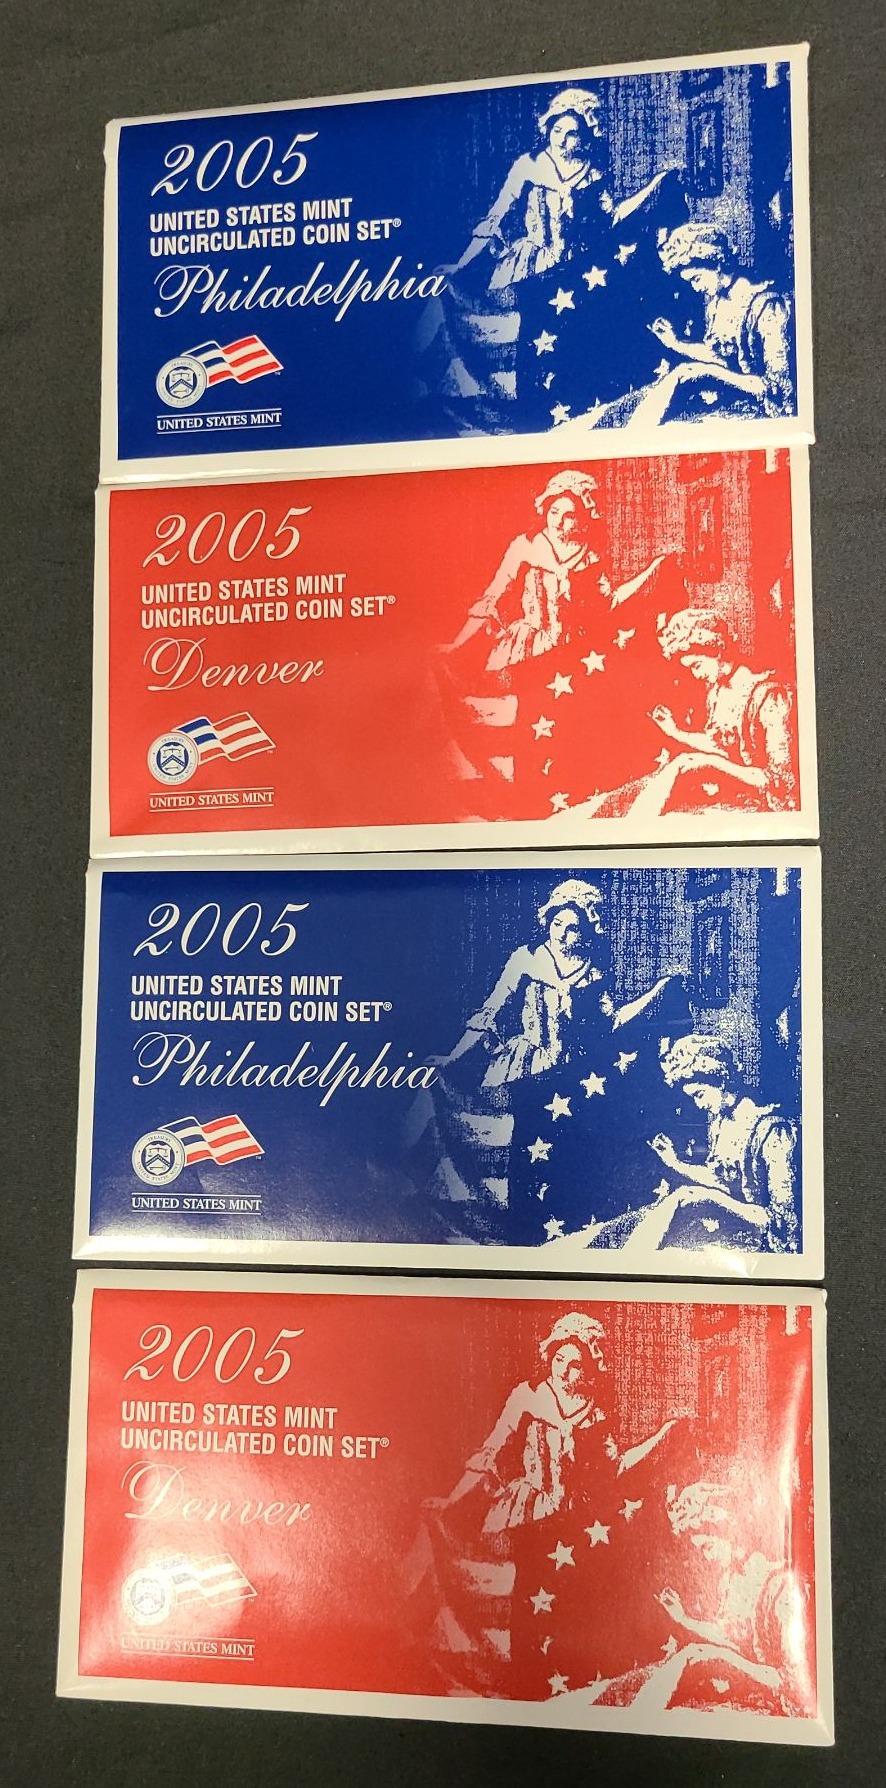 2005
UNITED STATES MINT
UNCIRCULATED COIN SET®
Philadelphia
UNITED STATES MINT
2005
UNITED STATES MINT
UNCIRCULATED COIN SET®
Denver
UNITED STATES MINT
2005
UNITED STATES MINT
UNCIRCULATED COIN SET®
Philadelphia
UNITED STATES MINT
2005
UNITED STATES MINT
UNCIRCULATED COIN SET®
Denver
UNITED STATES MINT